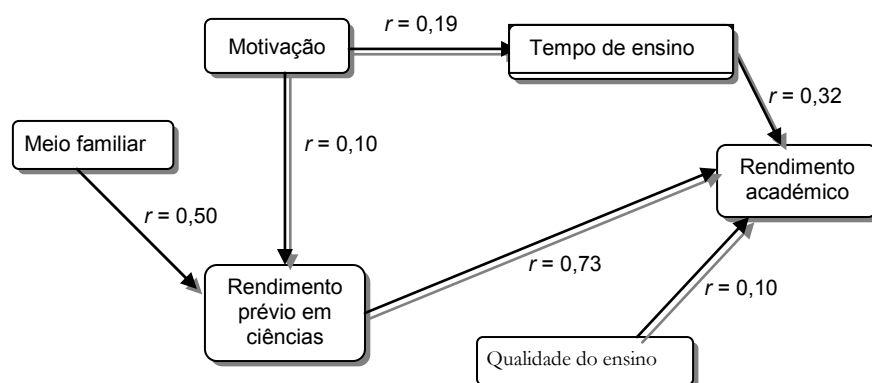 r = 0,19
Motivação
Tempo de ensino
r = 0,32
Meio familiar
r = 0,10
Rendimento
académico
r = 0,50
Rendimento
prévio em
ciências
r = 0,73
r = 0,10
Qualidade do ensino